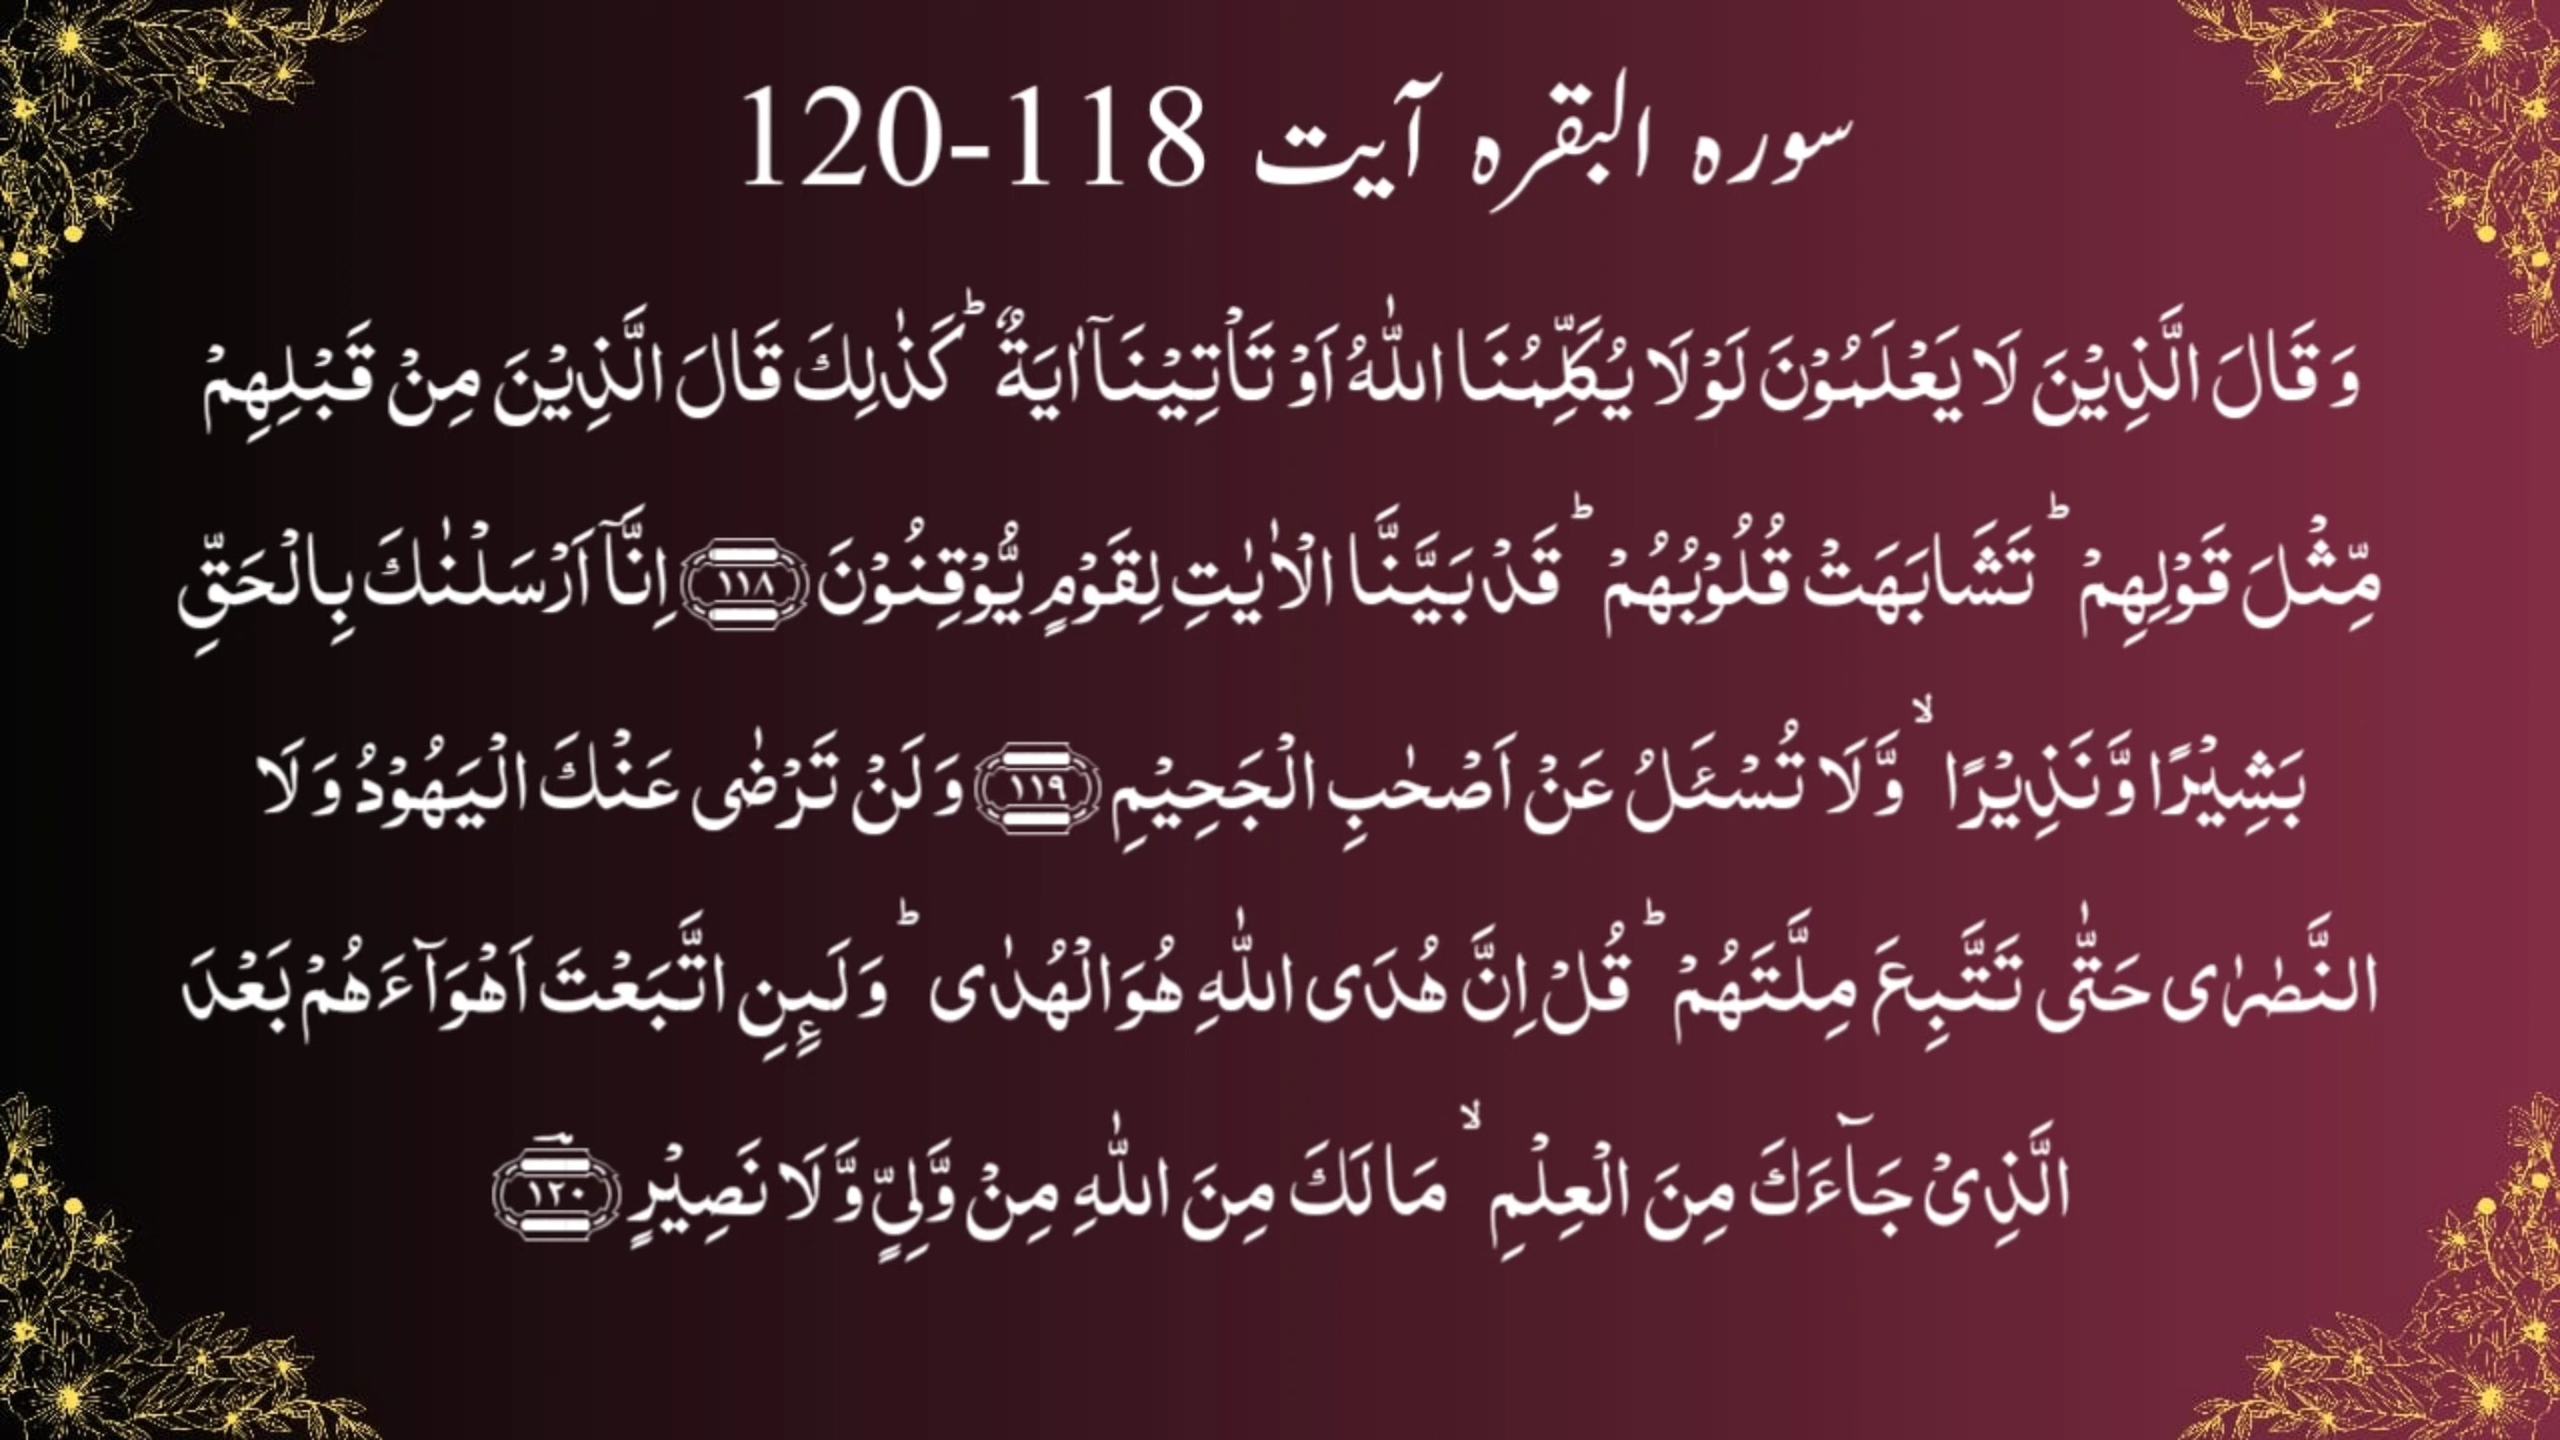 سورہ البقرہ آیت 118-120
وَ قَالَ الَّذِیْنَ لَا یَعْلَمُوْنَ لَوْ لَا یُكَلِّمُنَا اللّٰهُ اَوْ تَاْتِیْنَاۤ اٰیَةٌؕ كَذٰلِكَ قَالَ الَّذِیْنَ مِنْ قَبْلِهِمْ
مِّثْلَ قَوْلِهِمْؕ تَشَابَهَتْ قُلُوْبُهُمْؕ قَدْ بَیَّنَّا الْاٰیٰتِ لِقَوْمٍ یُّوْقِنُوْنَ ﴿۱۱۸﴾ اِنَّاۤ اَرْسَلْنٰكَ بِالْحَقِّ
بَشِیْرًا وَّ نَذِیْرًاۙ وَّ لَا تُسْـَٔلُ عَنْ اَصْحٰبِ الْجَحِیْمِ ﴿۱۱۹﴾ وَ لَنْ تَرْضٰى عَنْكَ الْیَهُوْدُ وَ لَا
النَّصٰرٰى حَتّٰى تَتَّبِعَ مِلَّتَهُمْؕ قُلْ اِنَّ هُدَى اللّٰهِ هُوَ الْهُدٰىؕ وَ لَىِٕنِ اتَّبَعْتَ اَهْوَآءَهُمْ بَعْدَ
الَّذِیْ جَآءَكَ مِنَ الْعِلْمِۙ مَا لَكَ مِنَ اللّٰهِ مِنْ وَّلِیٍّ وَّ لَا نَصِیْرٍ ﴿۱۲۰﴾ؔ